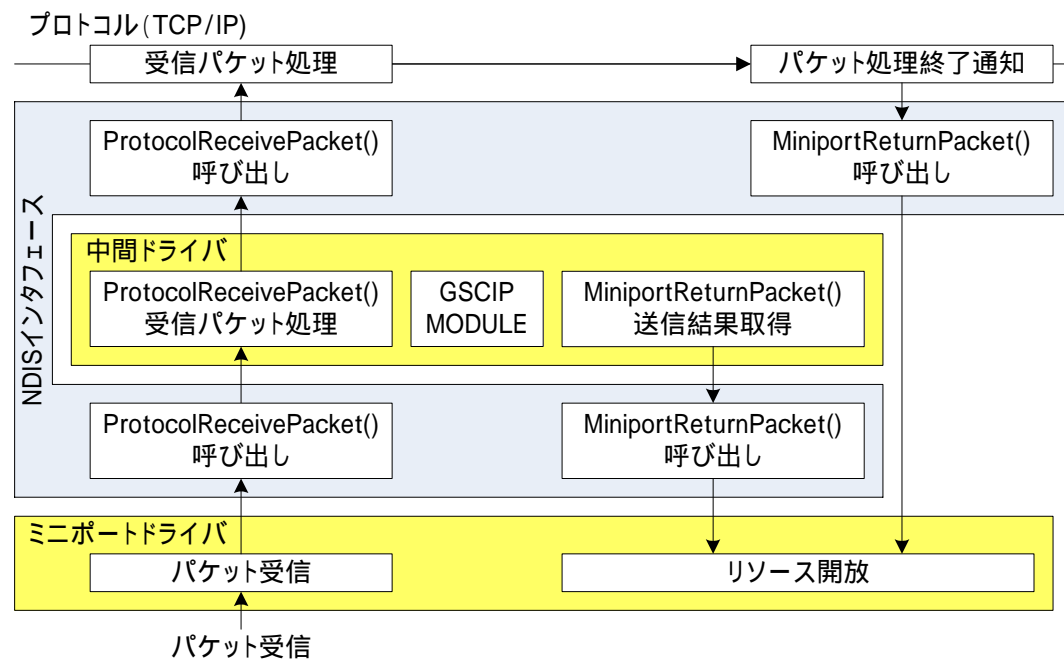 プロトコル(TCP/IP)
受信パケット処理
パケット処理終了通知
ProtocolReceivePacket()
呼び出し
MiniportReturnPacket()
呼び出し
NDISインタフェース
中間ドライバ
ProtocolReceivePacket()
受信パケット処理
GSCIP
MODULE
MiniportReturnPacket()
送信結果取得
ProtocolReceivePacket()
呼び出し
MiniportReturnPacket()
呼び出し
ミニポートドライバ
パケット受信
リソース開放
パケット受信